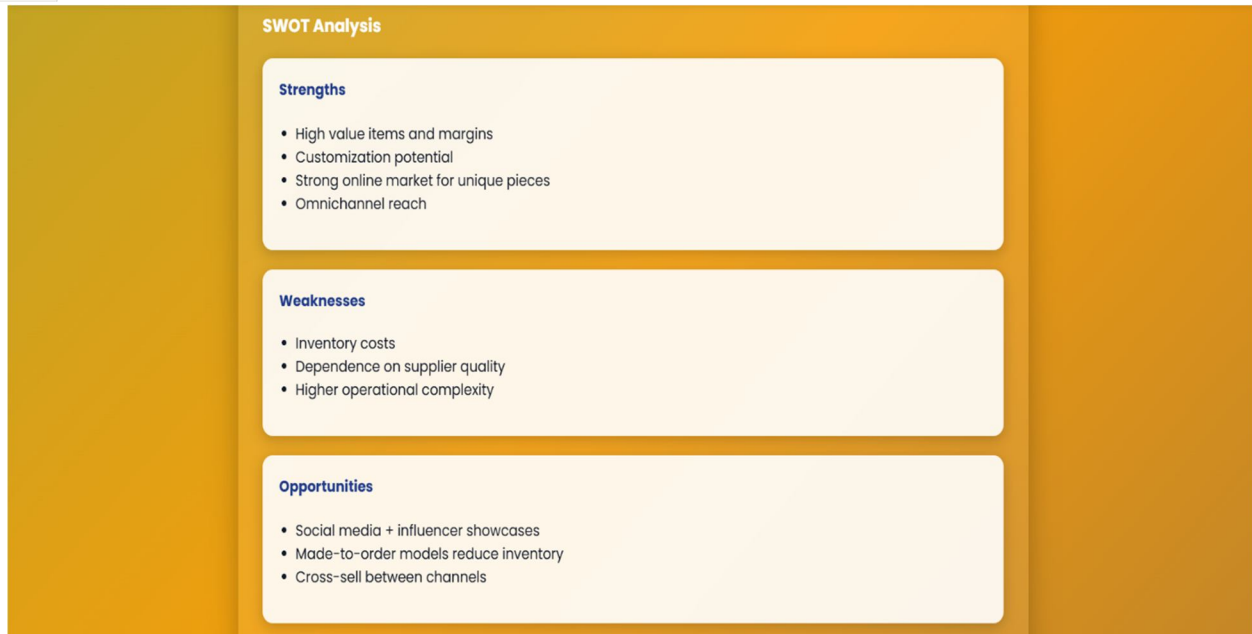 SWOT Analysis
Strengths
• High value items and margins
• Customization potential
• Strong online market for unique pieces
• Omnichannel reach
Weaknesses
• Inventory costs
• Dependence on supplier quality
• Higher operational complexity
Opportunities
• Social media + influencer showcases
• Made-to-order models reduce inventory
• Cross-sell between channels